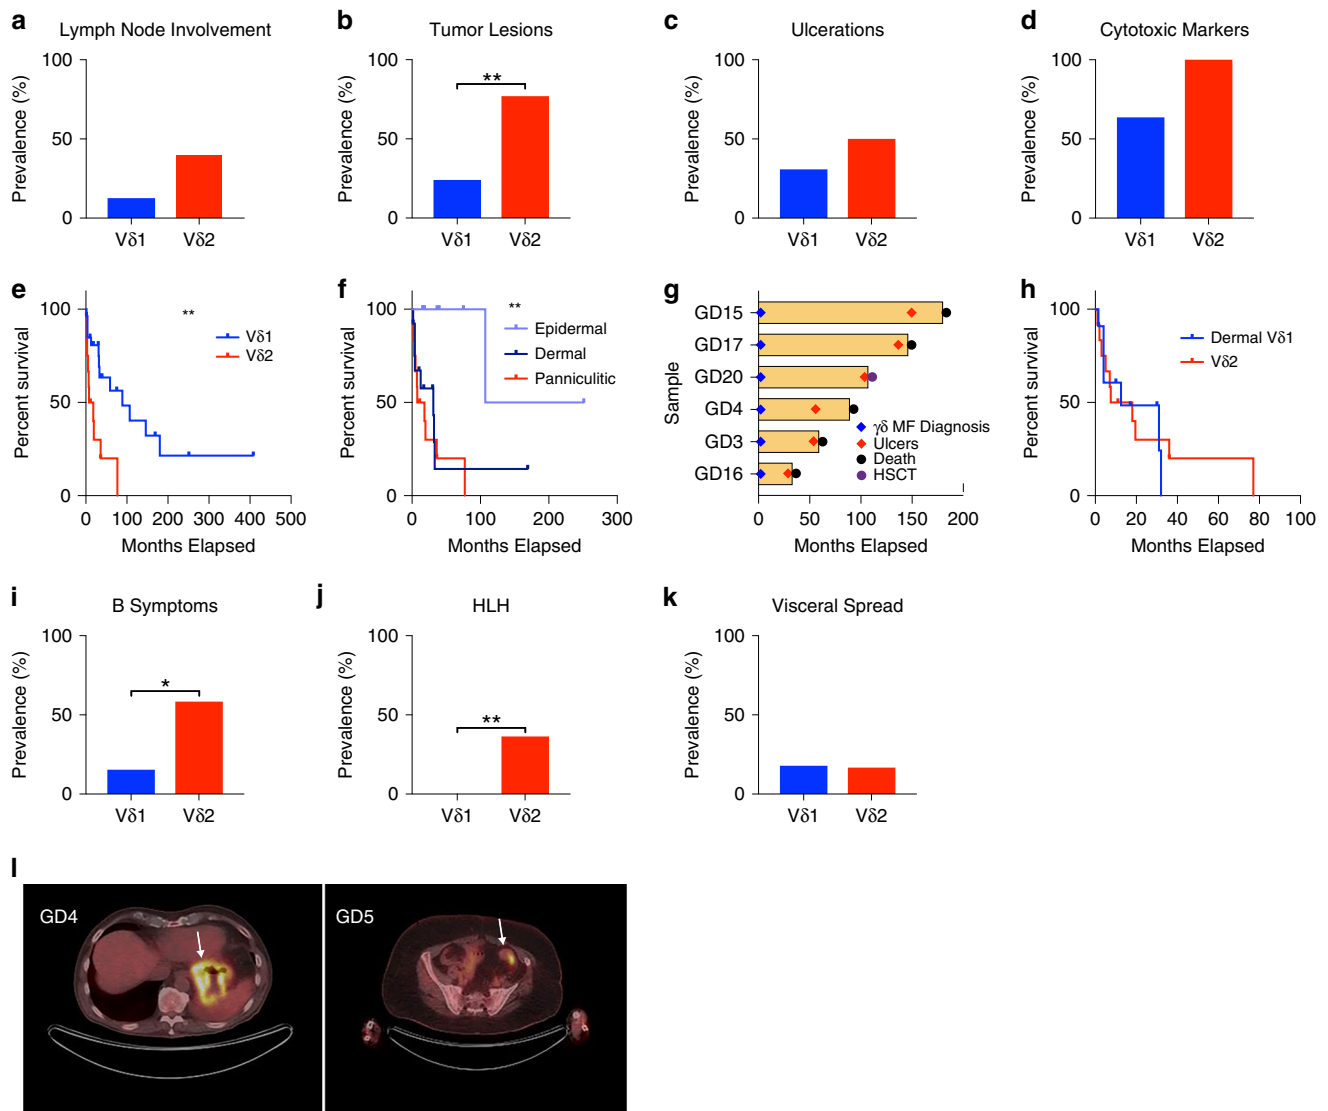 a
Lymph Node Involvement
Prevalence (%)
100
50
0
Vδ1
Vδ2
b
Tumor Lesions
Prevalence (%)
100
50
0
**
Vδ1
Vδ2
c
Ulcerations
Prevalence (%)
100
50
0
Vδ1
Vδ2
d
Cytotoxic Markers
Prevalence (%)
100
50
0
Vδ1
Vδ2
e
Percent survival
100
50
0
**
Vδ1
Vδ2
0 100 200 300 400 500
Months Elapsed
f
Percent survival
100
50
0
**
Epidermal
Dermal
Panniculitic
0 100 200 300
Months Elapsed
g
Sample
GD15
GD17
GD20
GD4
GD3
GD16
γδ MF Diagnosis
Ulcers
Death
HSCT
0 50 100 150 200
Months Elapsed
h
Percent survival
100
50
0
Dermal Vδ1
Vδ2
0 20 40 60 80 100
Months Elapsed
i
B Symptoms
Prevalence (%)
100
50
0
*
Vδ1
Vδ2
j
HLH
Prevalence (%)
100
50
0
**
Vδ1
Vδ2
k
Visceral Spread
Prevalence (%)
100
50
0
Vδ1
Vδ2
l
GD4
GD5